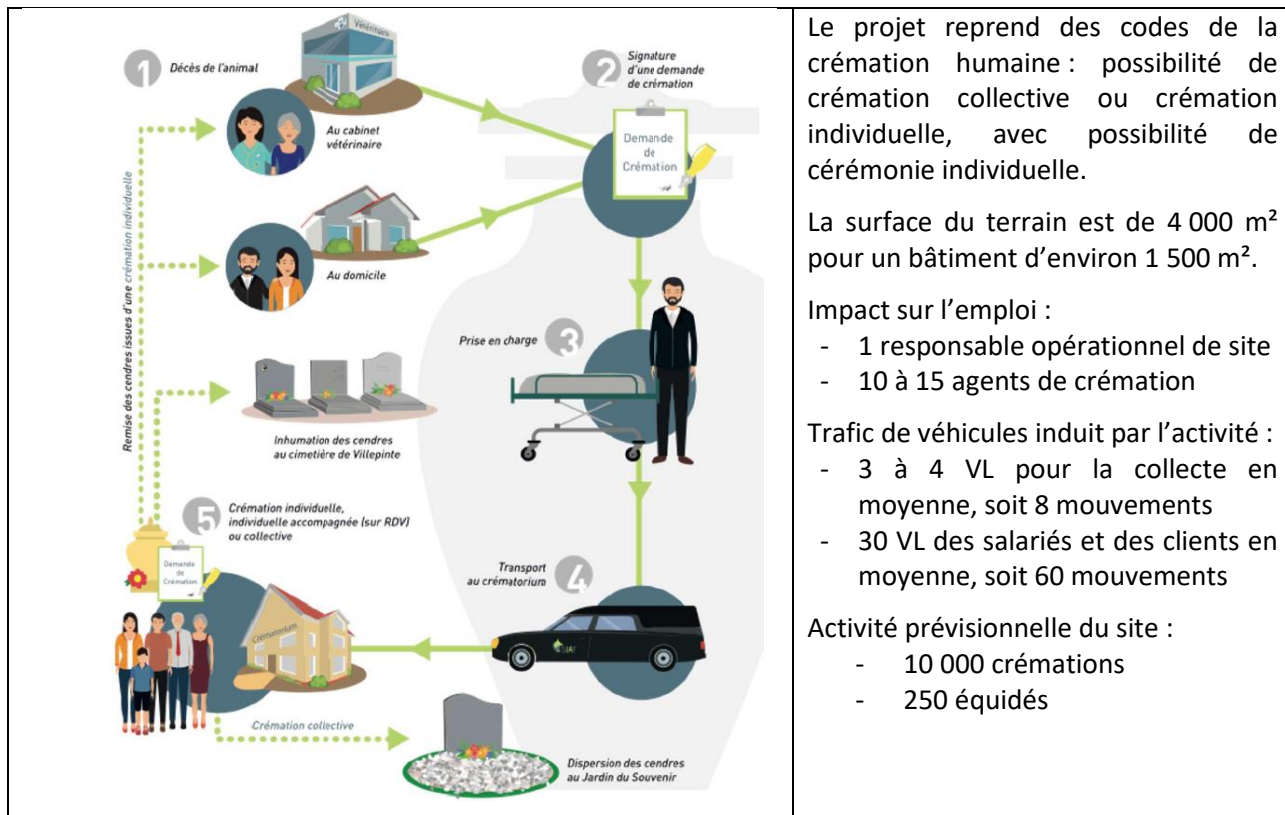 1
Décès de l'animal
Vétérinaire
Au cabinet
vétérinaire
2
Signature
d'une demande
de crémation
Demande
de
Crémation
Au domicile
Remise des cendres issues d'une crémation individuelle
Prise en charge
3
Inhumation des cendres
au cimetière de Villepinte
5
Crémation individuelle,
individuelle accompagnée (sur RDV)
ou collective
Demande
de
Crémation
Crématorium
Transport
au crématorium
4
Crémation collective
Dispersion des cendres
au Jardin du Souvenir
Le projet reprend des codes de la
crémation humaine : possibilité de
crémation collective ou crémation
individuelle, avec possibilité de
cérémonie individuelle.
La surface du terrain est de 4 000 m²
pour un bâtiment d'environ 1 500 m².
Impact sur l'emploi :
- 1 responsable opérationnel de site
- 10 à 15 agents de crémation
Trafic de véhicules induit par l'activité :
- 3 à 4 VL pour la collecte en
moyenne, soit 8 mouvements
- 30 VL des salariés et des clients en
moyenne, soit 60 mouvements
Activité prévisionnelle du site :
- 10 000 crémations
- 250 équidés